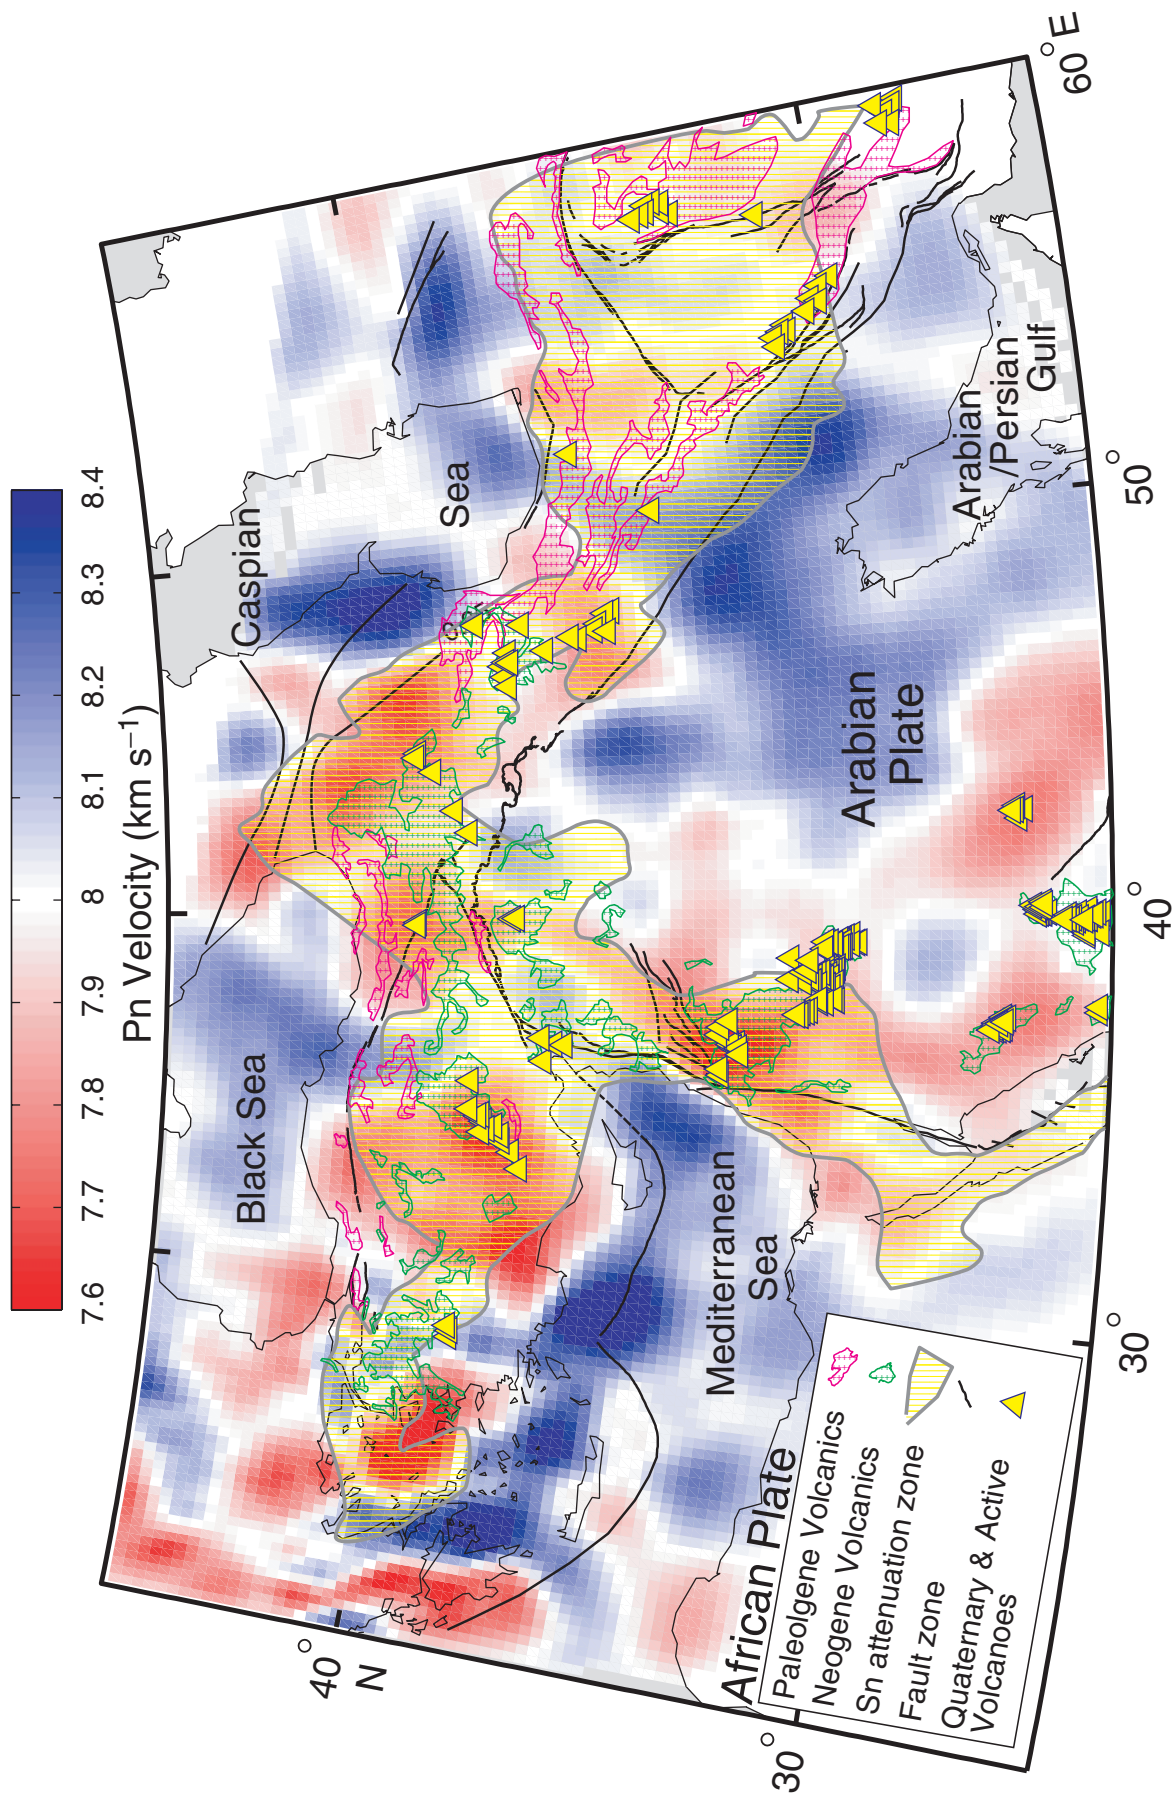 Pn Velocity (km s⁻¹)
7.6 7.7 7.8 7.9 8 8.1 8.2 8.3 8.4
Black Sea
Caspian
Sea
Mediterranean
Sea
Arabian
Plate
Arabian
/Persian
Gulf
African Plate
40°
N
30°
30°
40°
50°
60°E
Paleolgene Volcanics
Neogene Volcanics
Sn attenuation zone
Fault zone
Quaternary & Active
Volcanoes